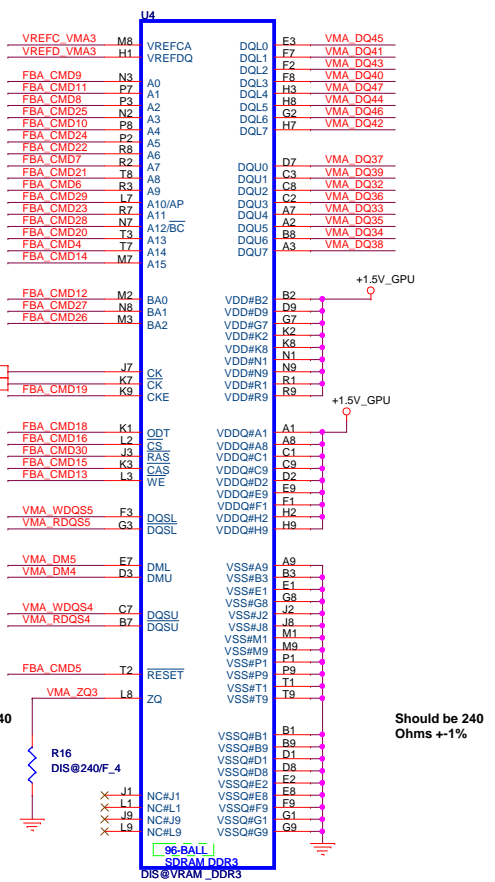 U4
VREFC_VMA3 M8 VREFCA DQL0 E3 VMA_DQ45
VREFD_VMA3 H1 VREFDQ DQL1 F7 VMA_DQ41
DQL2 F2 VMA_DQ43
FBA_CMD9 N3 A0 DQL3 F8 VMA_DQ40
FBA_CMD11 P7 A1 DQL4 H3 VMA_DQ47
FBA_CMD8 P3 A2 DQL5 H8 VMA_DQ44
FBA_CMD25 N2 A3 DQL6 G2 VMA_DQ46
FBA_CMD10 P8 A4 DQL7 H7 VMA_DQ42
FBA_CMD24 P2 A5
FBA_CMD22 R8 A6
FBA_CMD7 R2 A7 DQU0 D7 VMA_DQ37
FBA_CMD21 T8 A8 DQU1 C3 VMA_DQ39
FBA_CMD6 R3 A9 DQU2 C8 VMA_DQ32
FBA_CMD29 L7 A10/AP DQU3 C2 VMA_DQ36
FBA_CMD23 R7 A11 DQU4 A7 VMA_DQ33
FBA_CMD28 N7 A12/BC DQU5 A2 VMA_DQ35
FBA_CMD20 T3 A13 DQU6 B8 VMA_DQ34
FBA_CMD4 T7 A14 DQU7 A3 VMA_DQ38
FBA_CMD14 M7 A15
+1.5V_GPU
FBA_CMD12 M2 BA0 VDD#B2 B2
FBA_CMD27 N8 BA1 VDD#D9 D9
FBA_CMD26 M3 BA2 VDD#G7 G7
VDD#K2 K2
VDD#K8 K8
VDD#N1 N1
J7 CK VDD#N9 N9
K7 CK VDD#R1 R1
FBA_CMD19 K9 CKE VDD#R9 R9
+1.5V_GPU
FBA_CMD18 K1 ODT VDDQ#A1 A1
FBA_CMD16 L2 CS VDDQ#A8 A8
FBA_CMD30 J3 RAS VDDQ#C1 C1
FBA_CMD15 K3 CAS VDDQ#C9 C9
FBA_CMD13 L3 WE VDDQ#D2 D2
VDDQ#E9 E9
VDDQ#F1 F1
VMA_WDQS5 F3 DQSL VDDQ#H2 H2
VMA_RDQS5 G3 DQSL VDDQ#H9 H9
VMA_DM5 E7 DML VSS#A9 A9
VMA_DM4 D3 DMU VSS#B3 B3
VSS#E1 E1
VSS#G8 G8
VMA_WDQS4 C7 DQSU VSS#J2 J2
VMA_RDQS4 B7 DQSU VSS#J8 J8
VSS#M1 M1
VSS#M9 M9
VSS#P1 P1
FBA_CMD5 T2 RESET VSS#P9 P9
VSS#T1 T1
VMA_ZQ3 L8 ZQ VSS#T9 T9
40
Should be 240
Ohms +-1%
VSSQ#B1 B1
VSSQ#B9 B9
R16 VSSQ#D1 D1
DIS@240/F_4 VSSQ#D8 D8
VSSQ#E2 E2
J1 NC#J1 VSSQ#E8 E8
L1 NC#L1 VSSQ#F9 F9
J9 NC#J9 VSSQ#G1 G1
L9 NC#L9 VSSQ#G9 G9
96-BALL
SDRAM DDR3
DIS@VRAM _DDR3